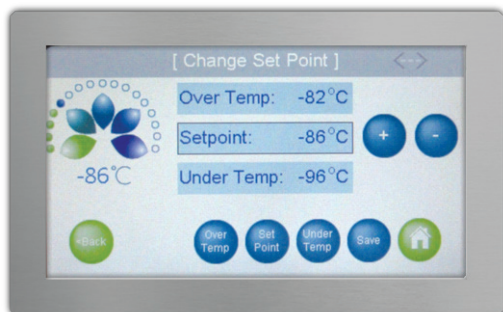 [ Change Set Point ]
<-->
Over Temp: -82°C
Setpoint: -86°C
+ -
Under Temp: -96°C
-86°C
<Back
Over Temp
Set Point
Under Temp
Save